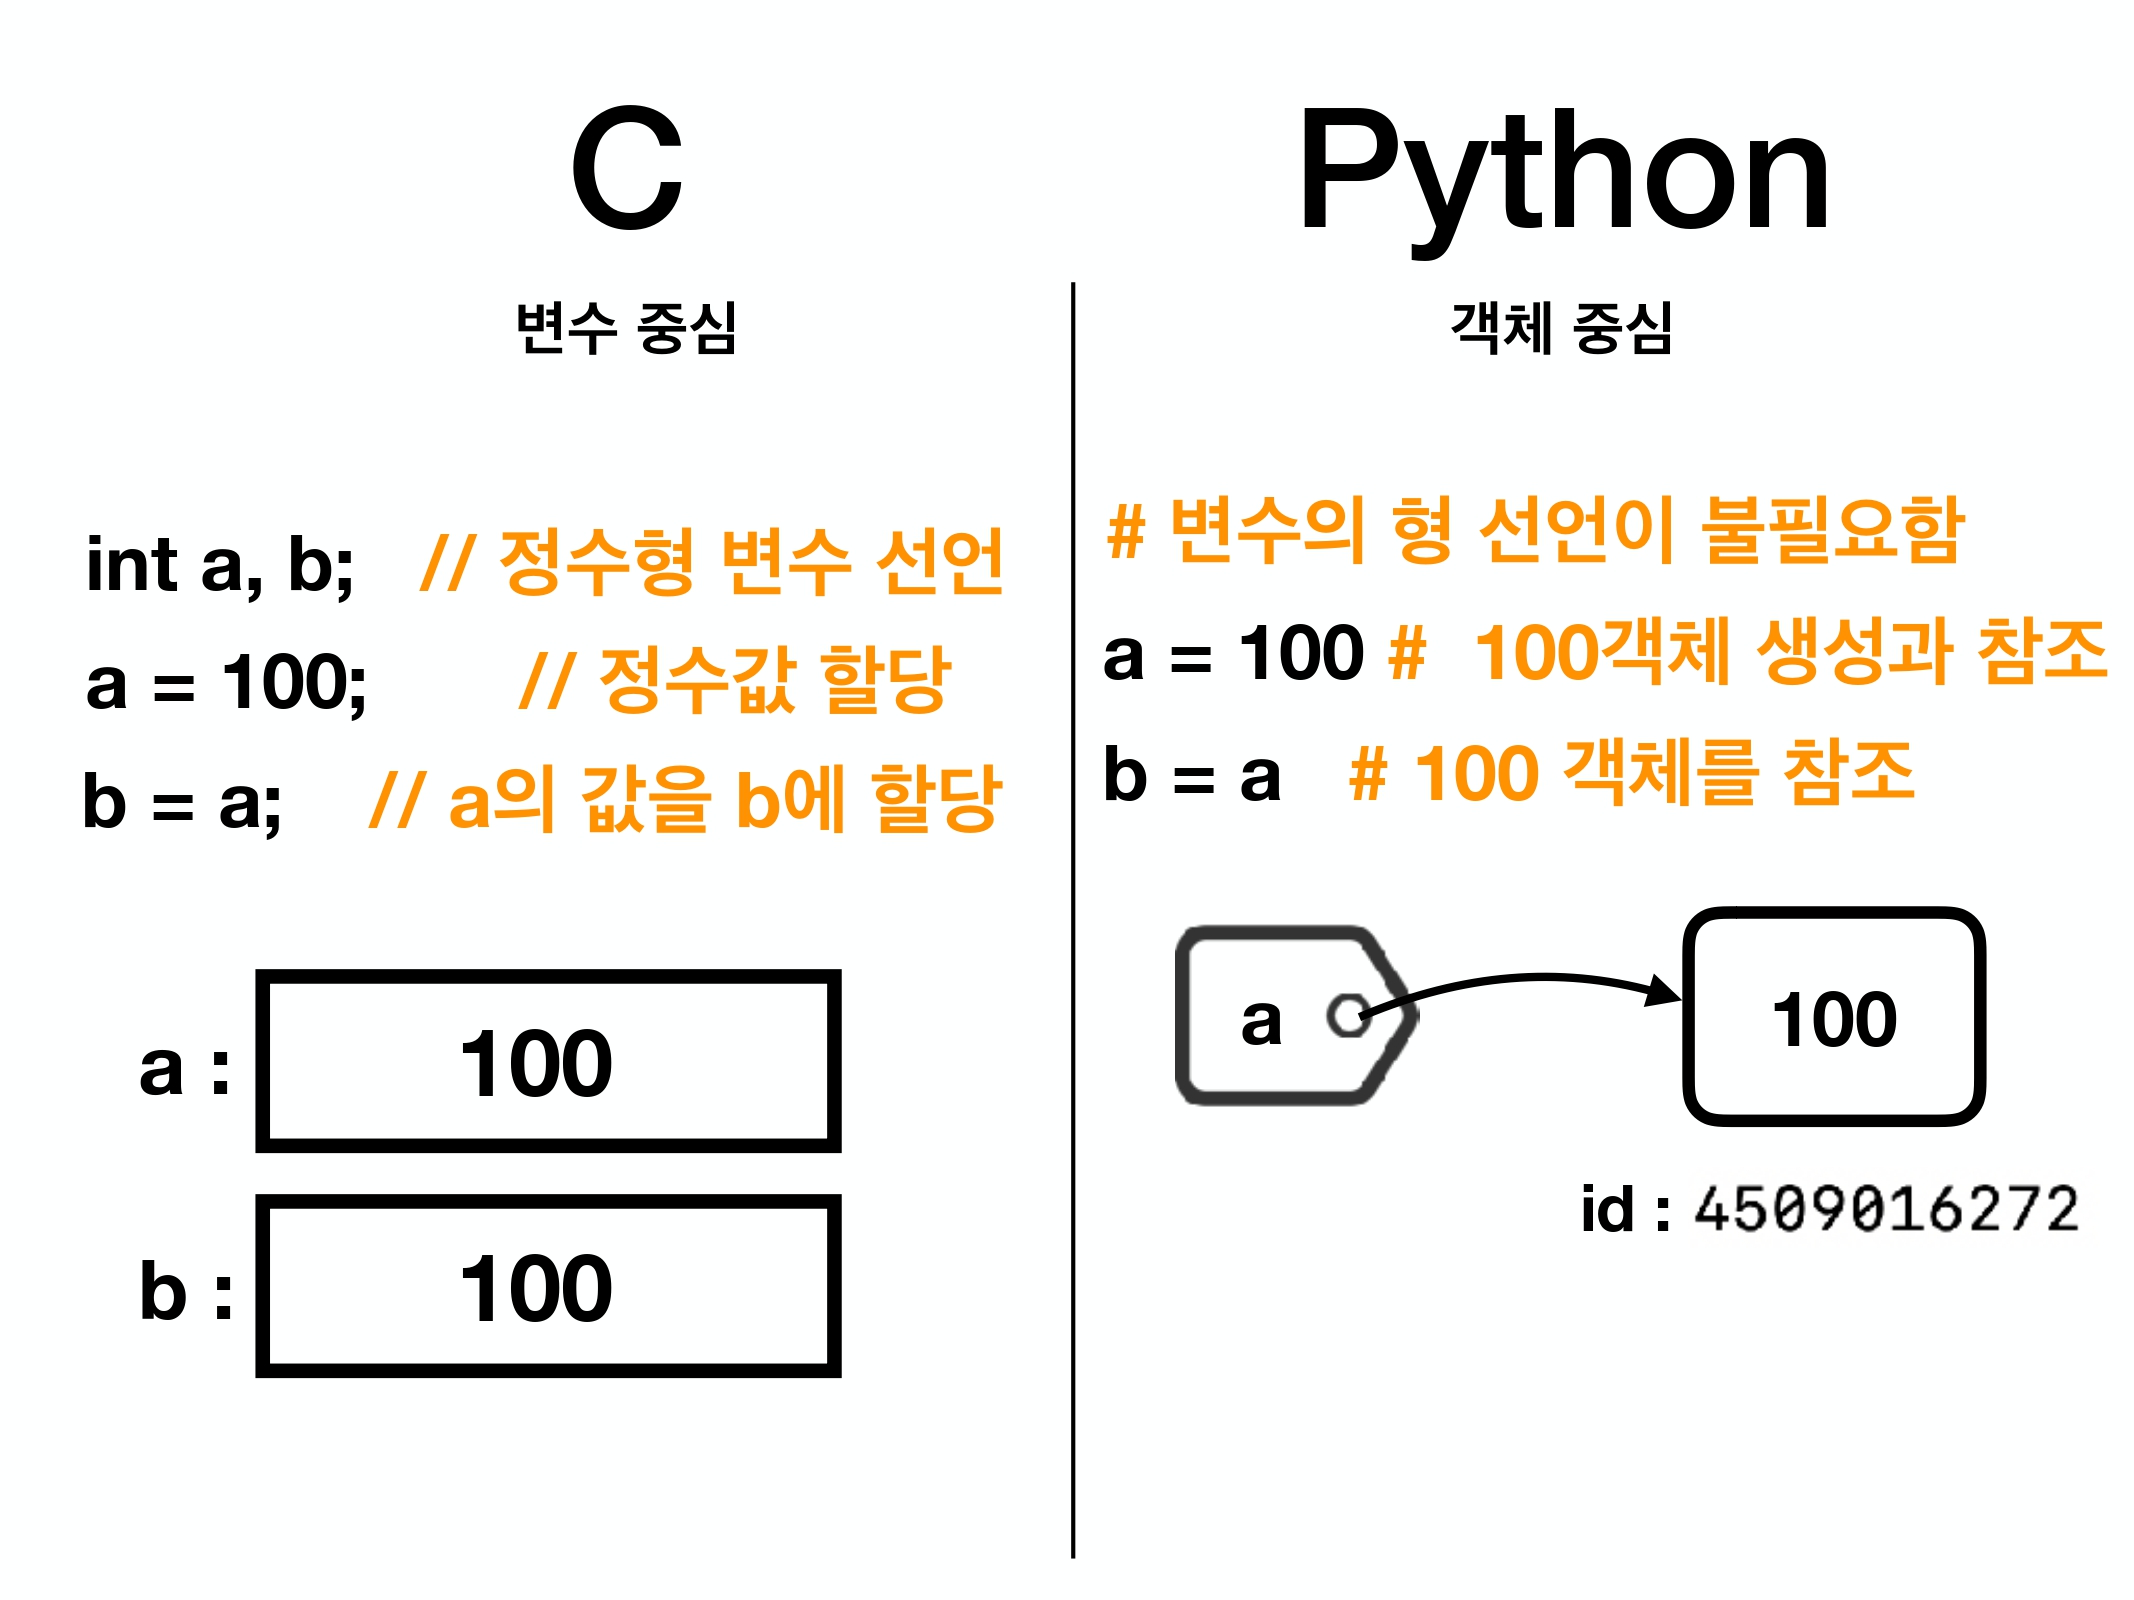 C
변수 중심
int a, b; // 정수형 변수 선언
a = 100; // 정수값 할당
b = a; // a의 값을 b에 할당
a : 100
b : 100
Python
객체 중심
# 변수의 형 선언이 불필요함
a = 100 # 100객체 생성과 참조
b = a # 100 객체를 참조
a 100
id : 4509016272